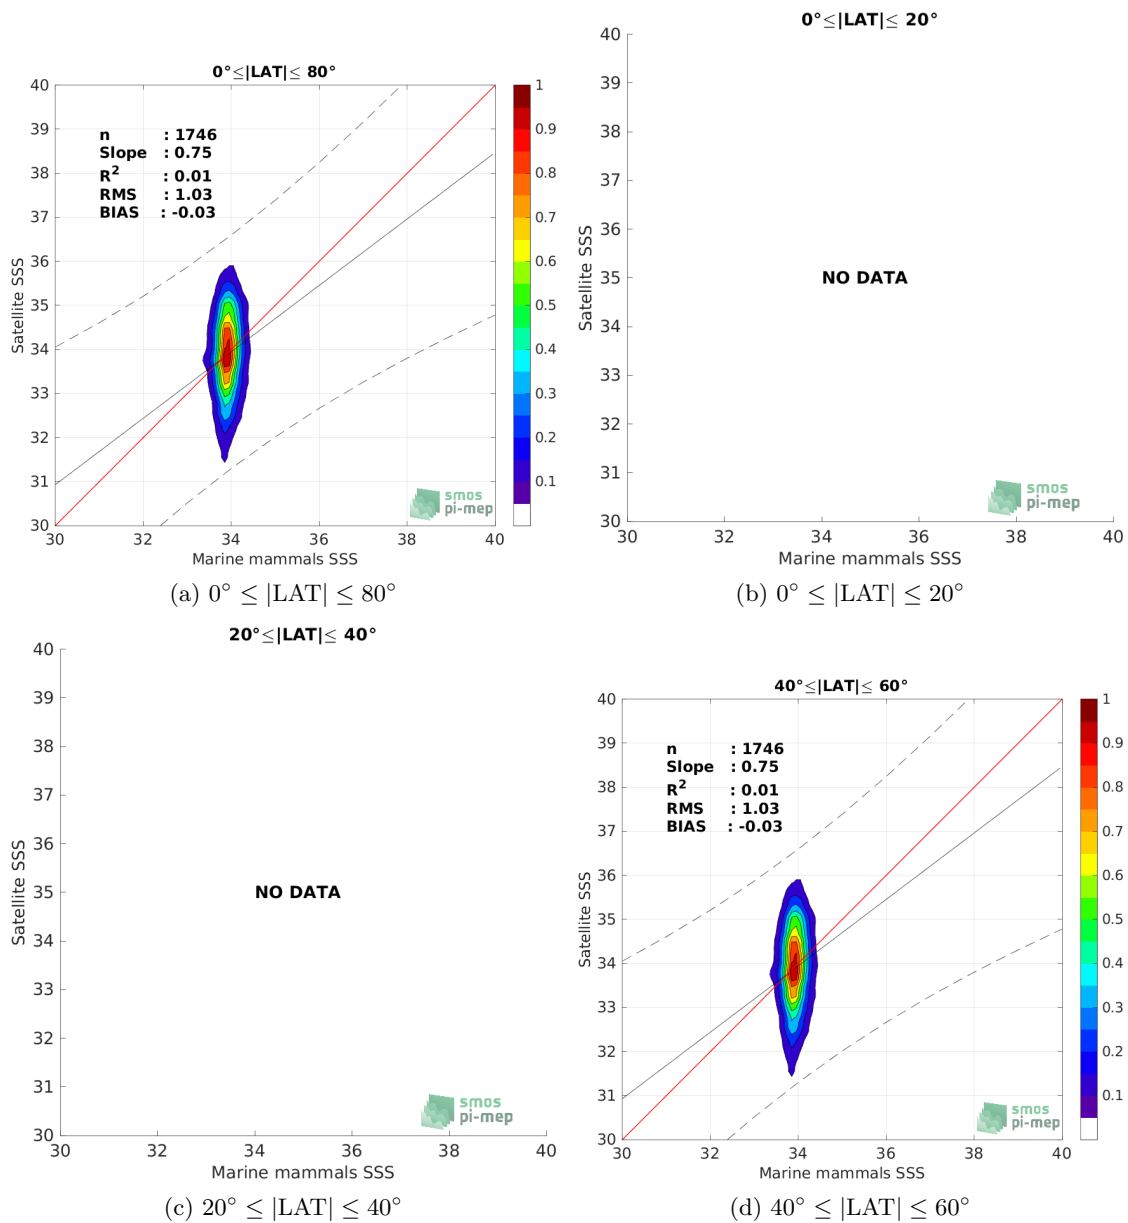 0°≤|LAT|≤ 80°
40
39
38
37
36
35
34
33
32
31
30
30 32 34 36 38 40
Satellite SSS
Marine mammals SSS
n : 1746
Slope : 0.75
R² : 0.01
RMS : 1.03
BIAS : -0.03
1
0.9
0.8
0.7
0.6
0.5
0.4
0.3
0.2
0.1
smos
pi-mep
(a) 0° ≤ |LAT| ≤ 80°
0°≤|LAT|≤ 20°
40
39
38
37
36
35
34
33
32
31
30
30 32 34 36 38 40
Satellite SSS
Marine mammals SSS
NO DATA
smos
pi-mep
(b) 0° ≤ |LAT| ≤ 20°
20°≤|LAT|≤ 40°
40
39
38
37
36
35
34
33
32
31
30
30 32 34 36 38 40
Satellite SSS
Marine mammals SSS
NO DATA
smos
pi-mep
(c) 20° ≤ |LAT| ≤ 40°
40°≤|LAT|≤ 60°
40
39
38
37
36
35
34
33
32
31
30
30 32 34 36 38 40
Satellite SSS
Marine mammals SSS
n : 1746
Slope : 0.75
R² : 0.01
RMS : 1.03
BIAS : -0.03
1
0.9
0.8
0.7
0.6
0.5
0.4
0.3
0.2
0.1
smos
pi-mep
(d) 40° ≤ |LAT| ≤ 60°